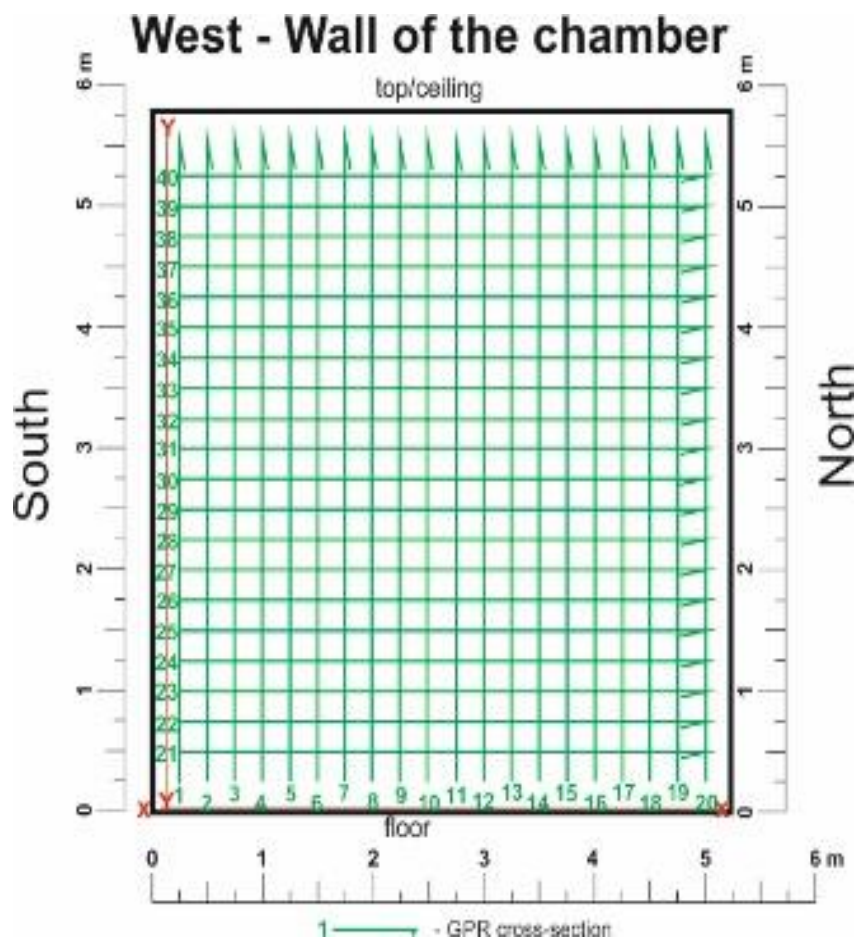 West - Wall of the chamber
top/ceiling
6 m
6 m
Y
40
39
5
5
38
37
36
4
4
35
34
33
South
North
32
3
3
31
30
29
28
2
2
27
26
25
24
1
1
23
22
21
0
X
Y
1 2 3 4 5 6 7 8 9 10 11 12 13 14 15 16 17 18 19 20
X
0
floor
0 1 2 3 4 5 6 m
1 - GPR cross-section